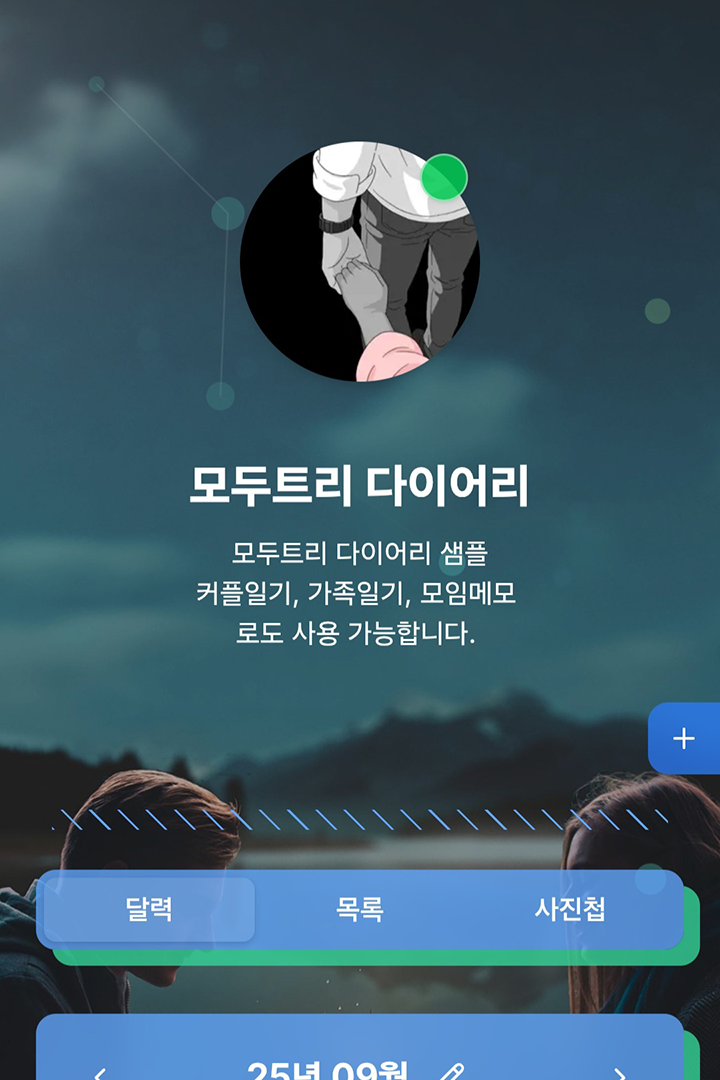 모두트리 다이어리
모두트리 다이어리 샘플
커플일기, 가족일기, 모임메모
로도 사용 가능합니다.
달력 목록 사진첩
25년 09월